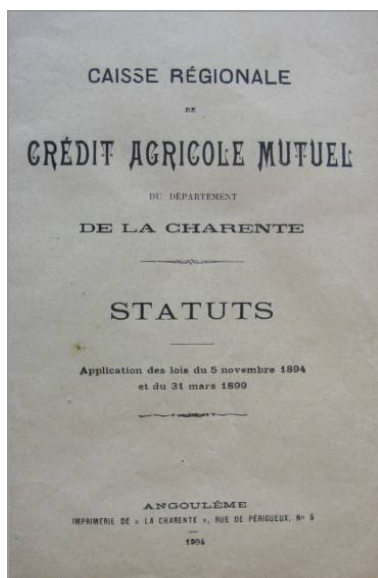 CAISSE RÉGIONALE
DE
CRÉDIT AGRICOLE MUTUEL
DU DÉPARTEMENT
DE LA CHARENTE
STATUTS
Application des lois du 5 novembre 1894
et du 31 mars 1899
ANGOULÊME
IMPRIMERIE DE « LA CHARENTE », RUE DE PÉRIGUEUX, Nº 5
1904